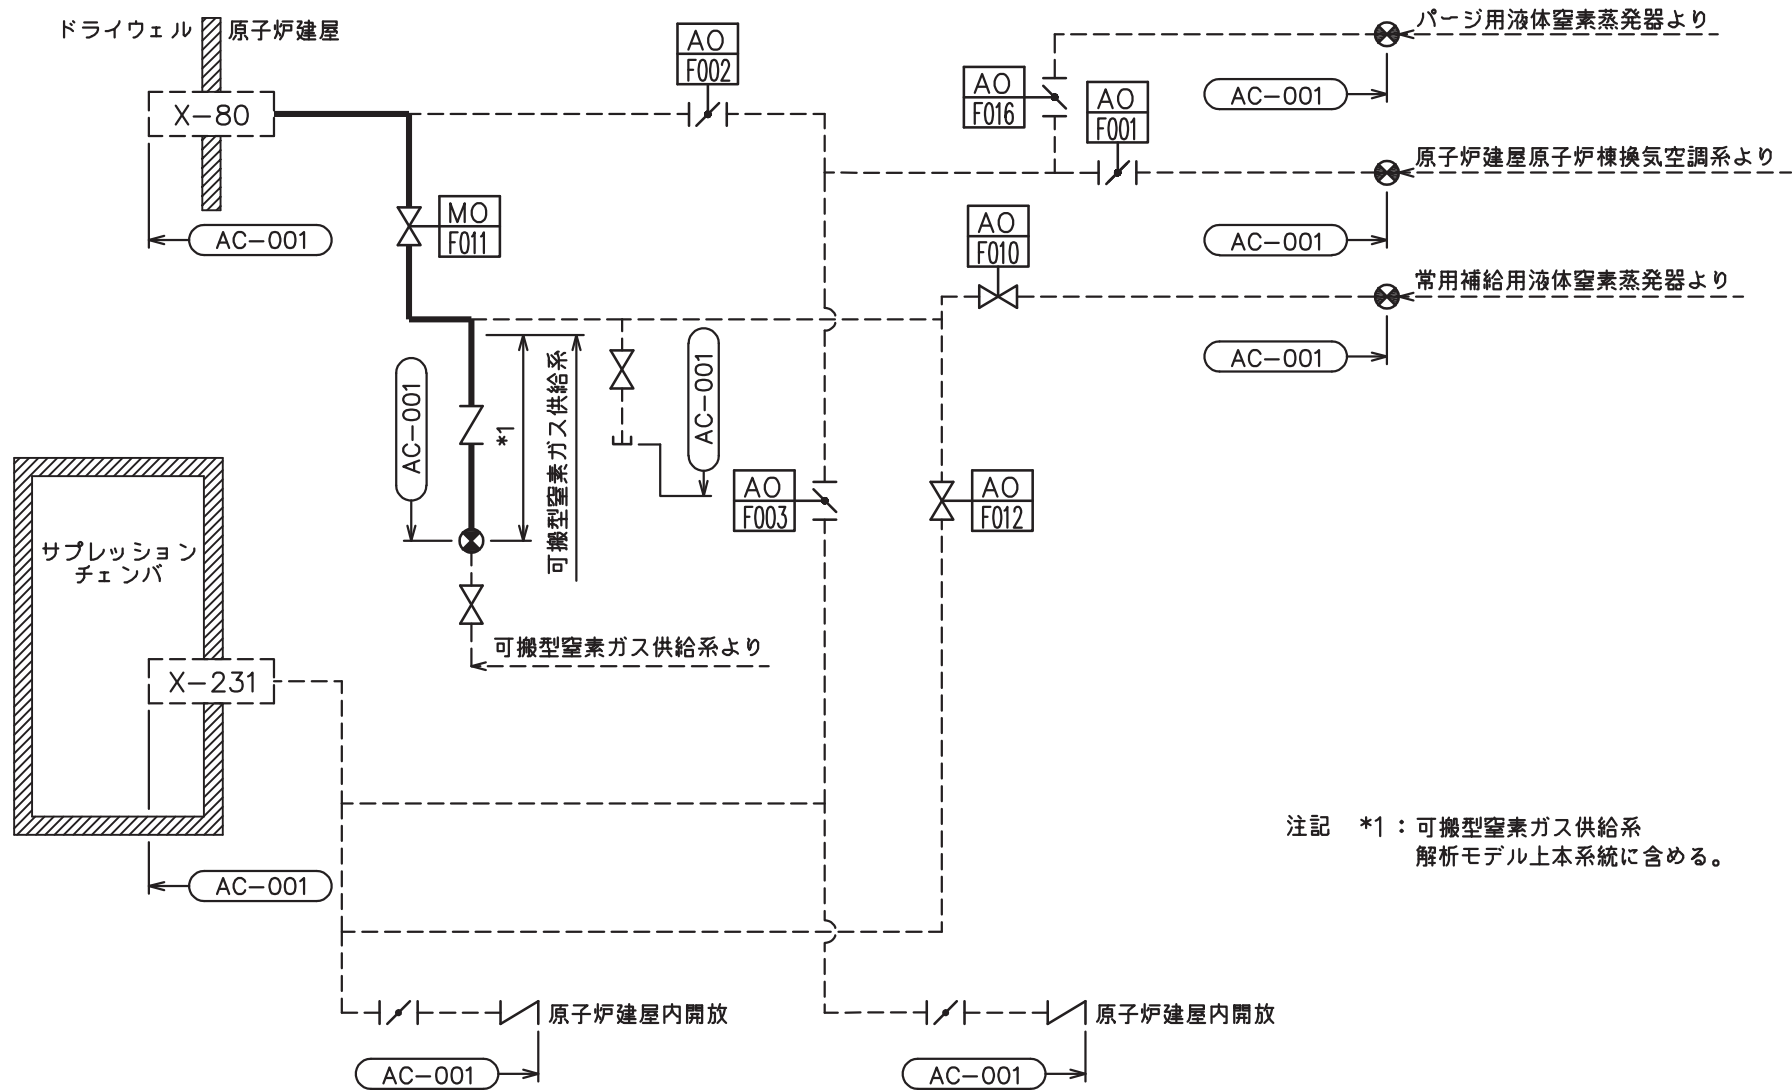 ドライウェル
原子炉建屋
X-80
AC-001
AO
F002
MO
F011
パージ用液体窒素蒸発器より
AC-001
AO
F016
AO
F001
原子炉建屋原子炉棟換気空調系より
AC-001
AO
F010
常用補給用液体窒素蒸発器より
AC-001
AC-001
*1
可搬型窒素ガス供給系
AC-001
AO
F003
AO
F012
サプレッション
チェンバ
可搬型窒素ガス供給系より
X-231
AC-001
注記 *1：可搬型窒素ガス供給系
解析モデル上本系統に含める。
原子炉建屋内開放
AC-001
原子炉建屋内開放
AC-001